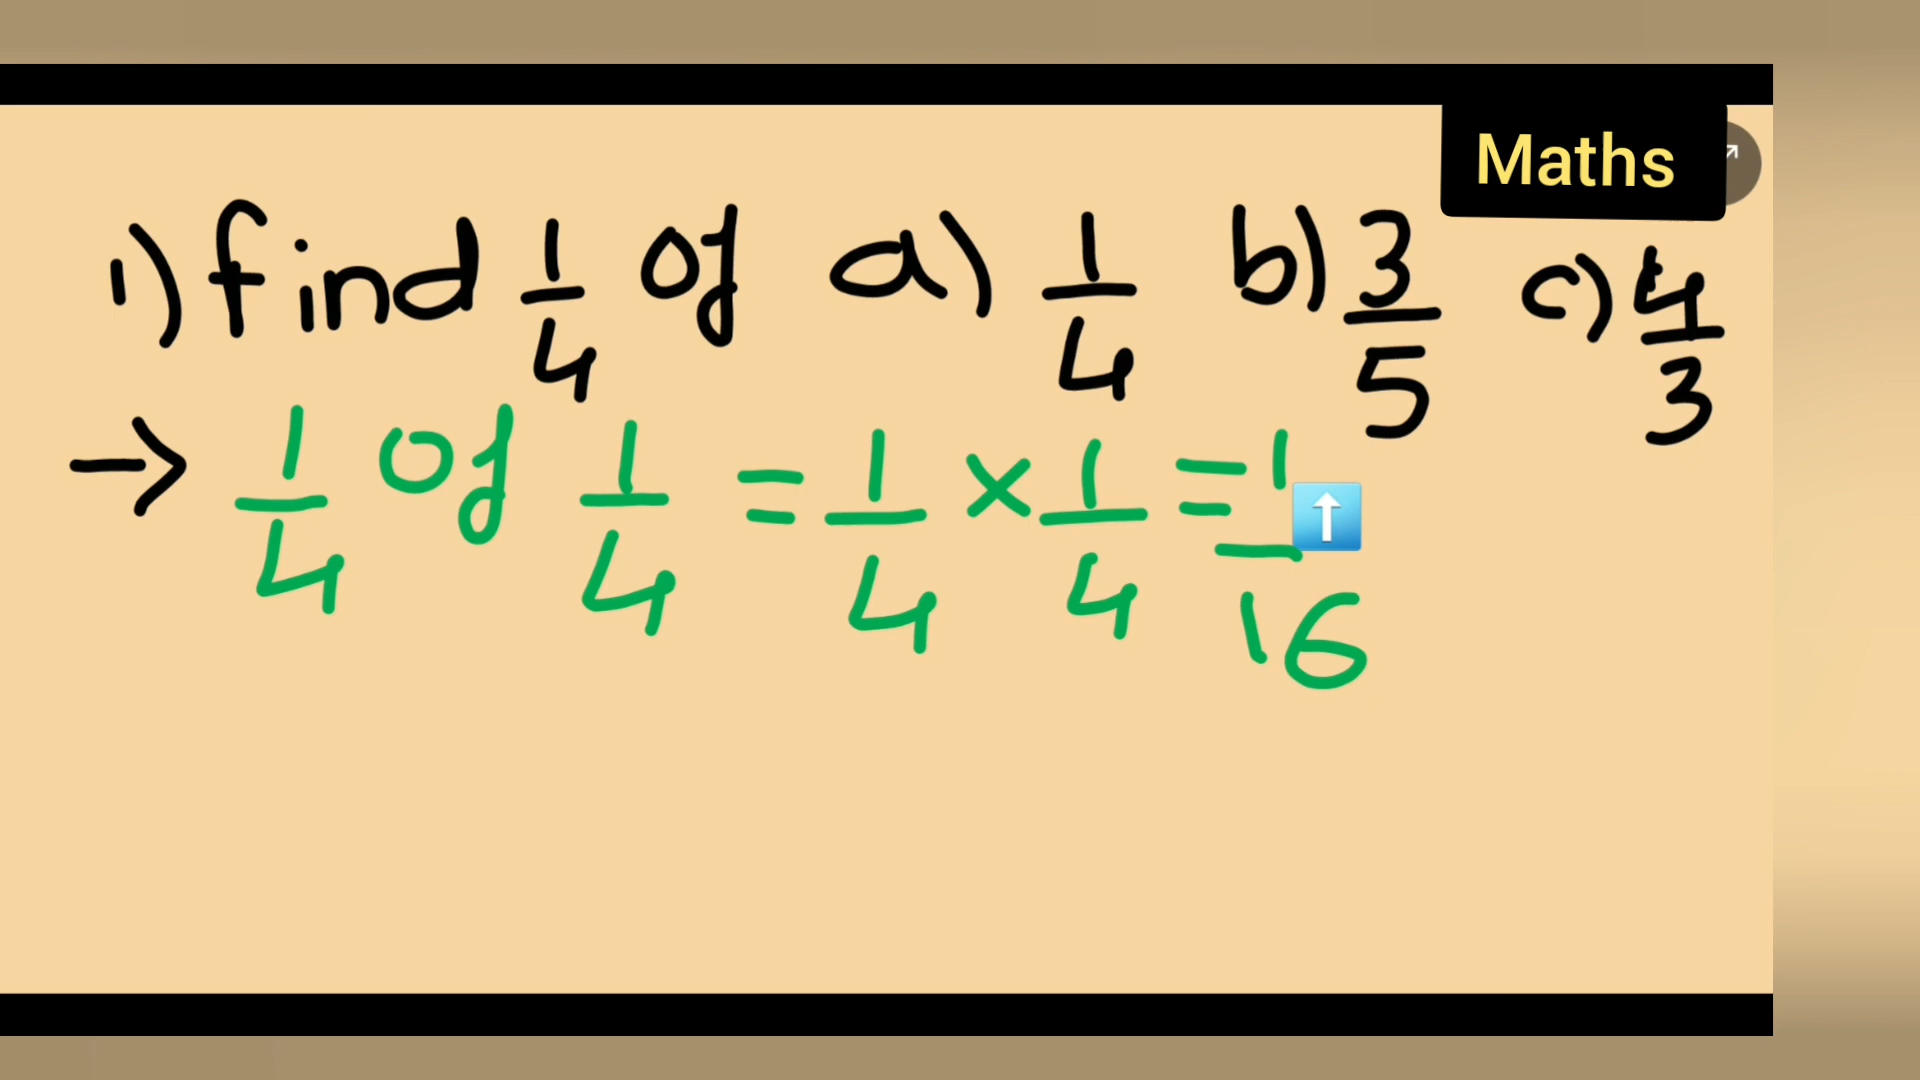 Maths
1) find 1/4 of a) 1/4 b) 3/5 c) 4/3
→ 1/4 of 1/4 = 1/4 × 1/4 = 1/16